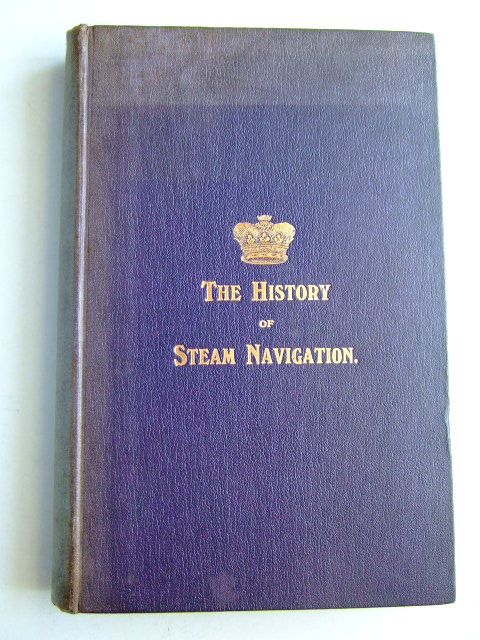 THE HISTORY
OF
STEAM NAVIGATION.